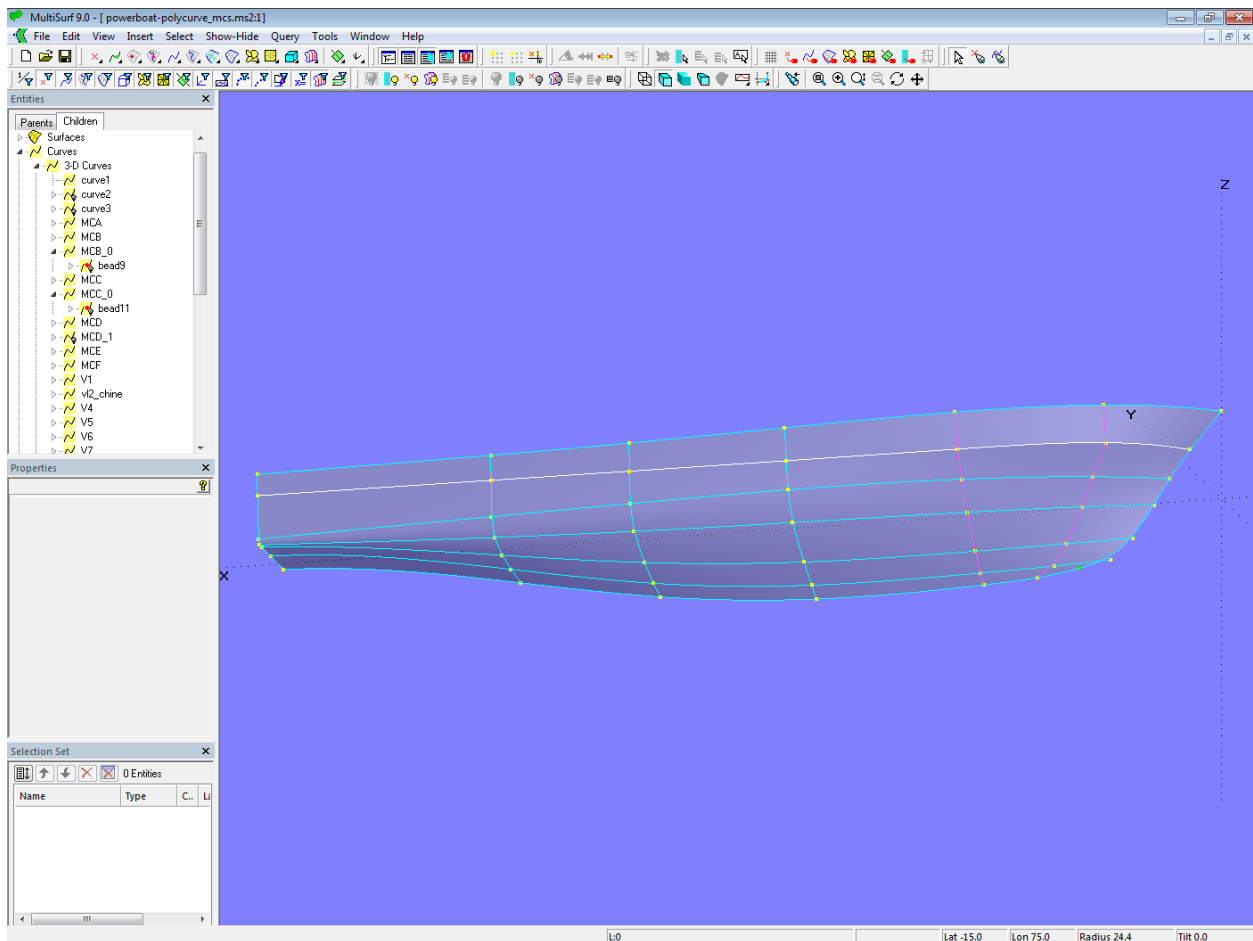 MultiSurf 9.0 - [ powerboat-polycurve_mcs.ms2:1]
File Edit View Insert Select Show-Hide Query Tools Window Help
Entities
Parents Children
Surfaces
Curves
3-D Curves
curve1
curve2
curve3
MCA
MCB
MCB_0
bead9
MCC
MCC_0
bead11
MCD
MCD_1
MCE
MCF
V1
vl2_chine
V4
V5
V6
V7
Properties
Selection Set
0 Entities
Name Type C.. La
Z
Y
X
L:0 Lat -15.0 Lon 75.0 Radius 24.4 Tilt 0.0